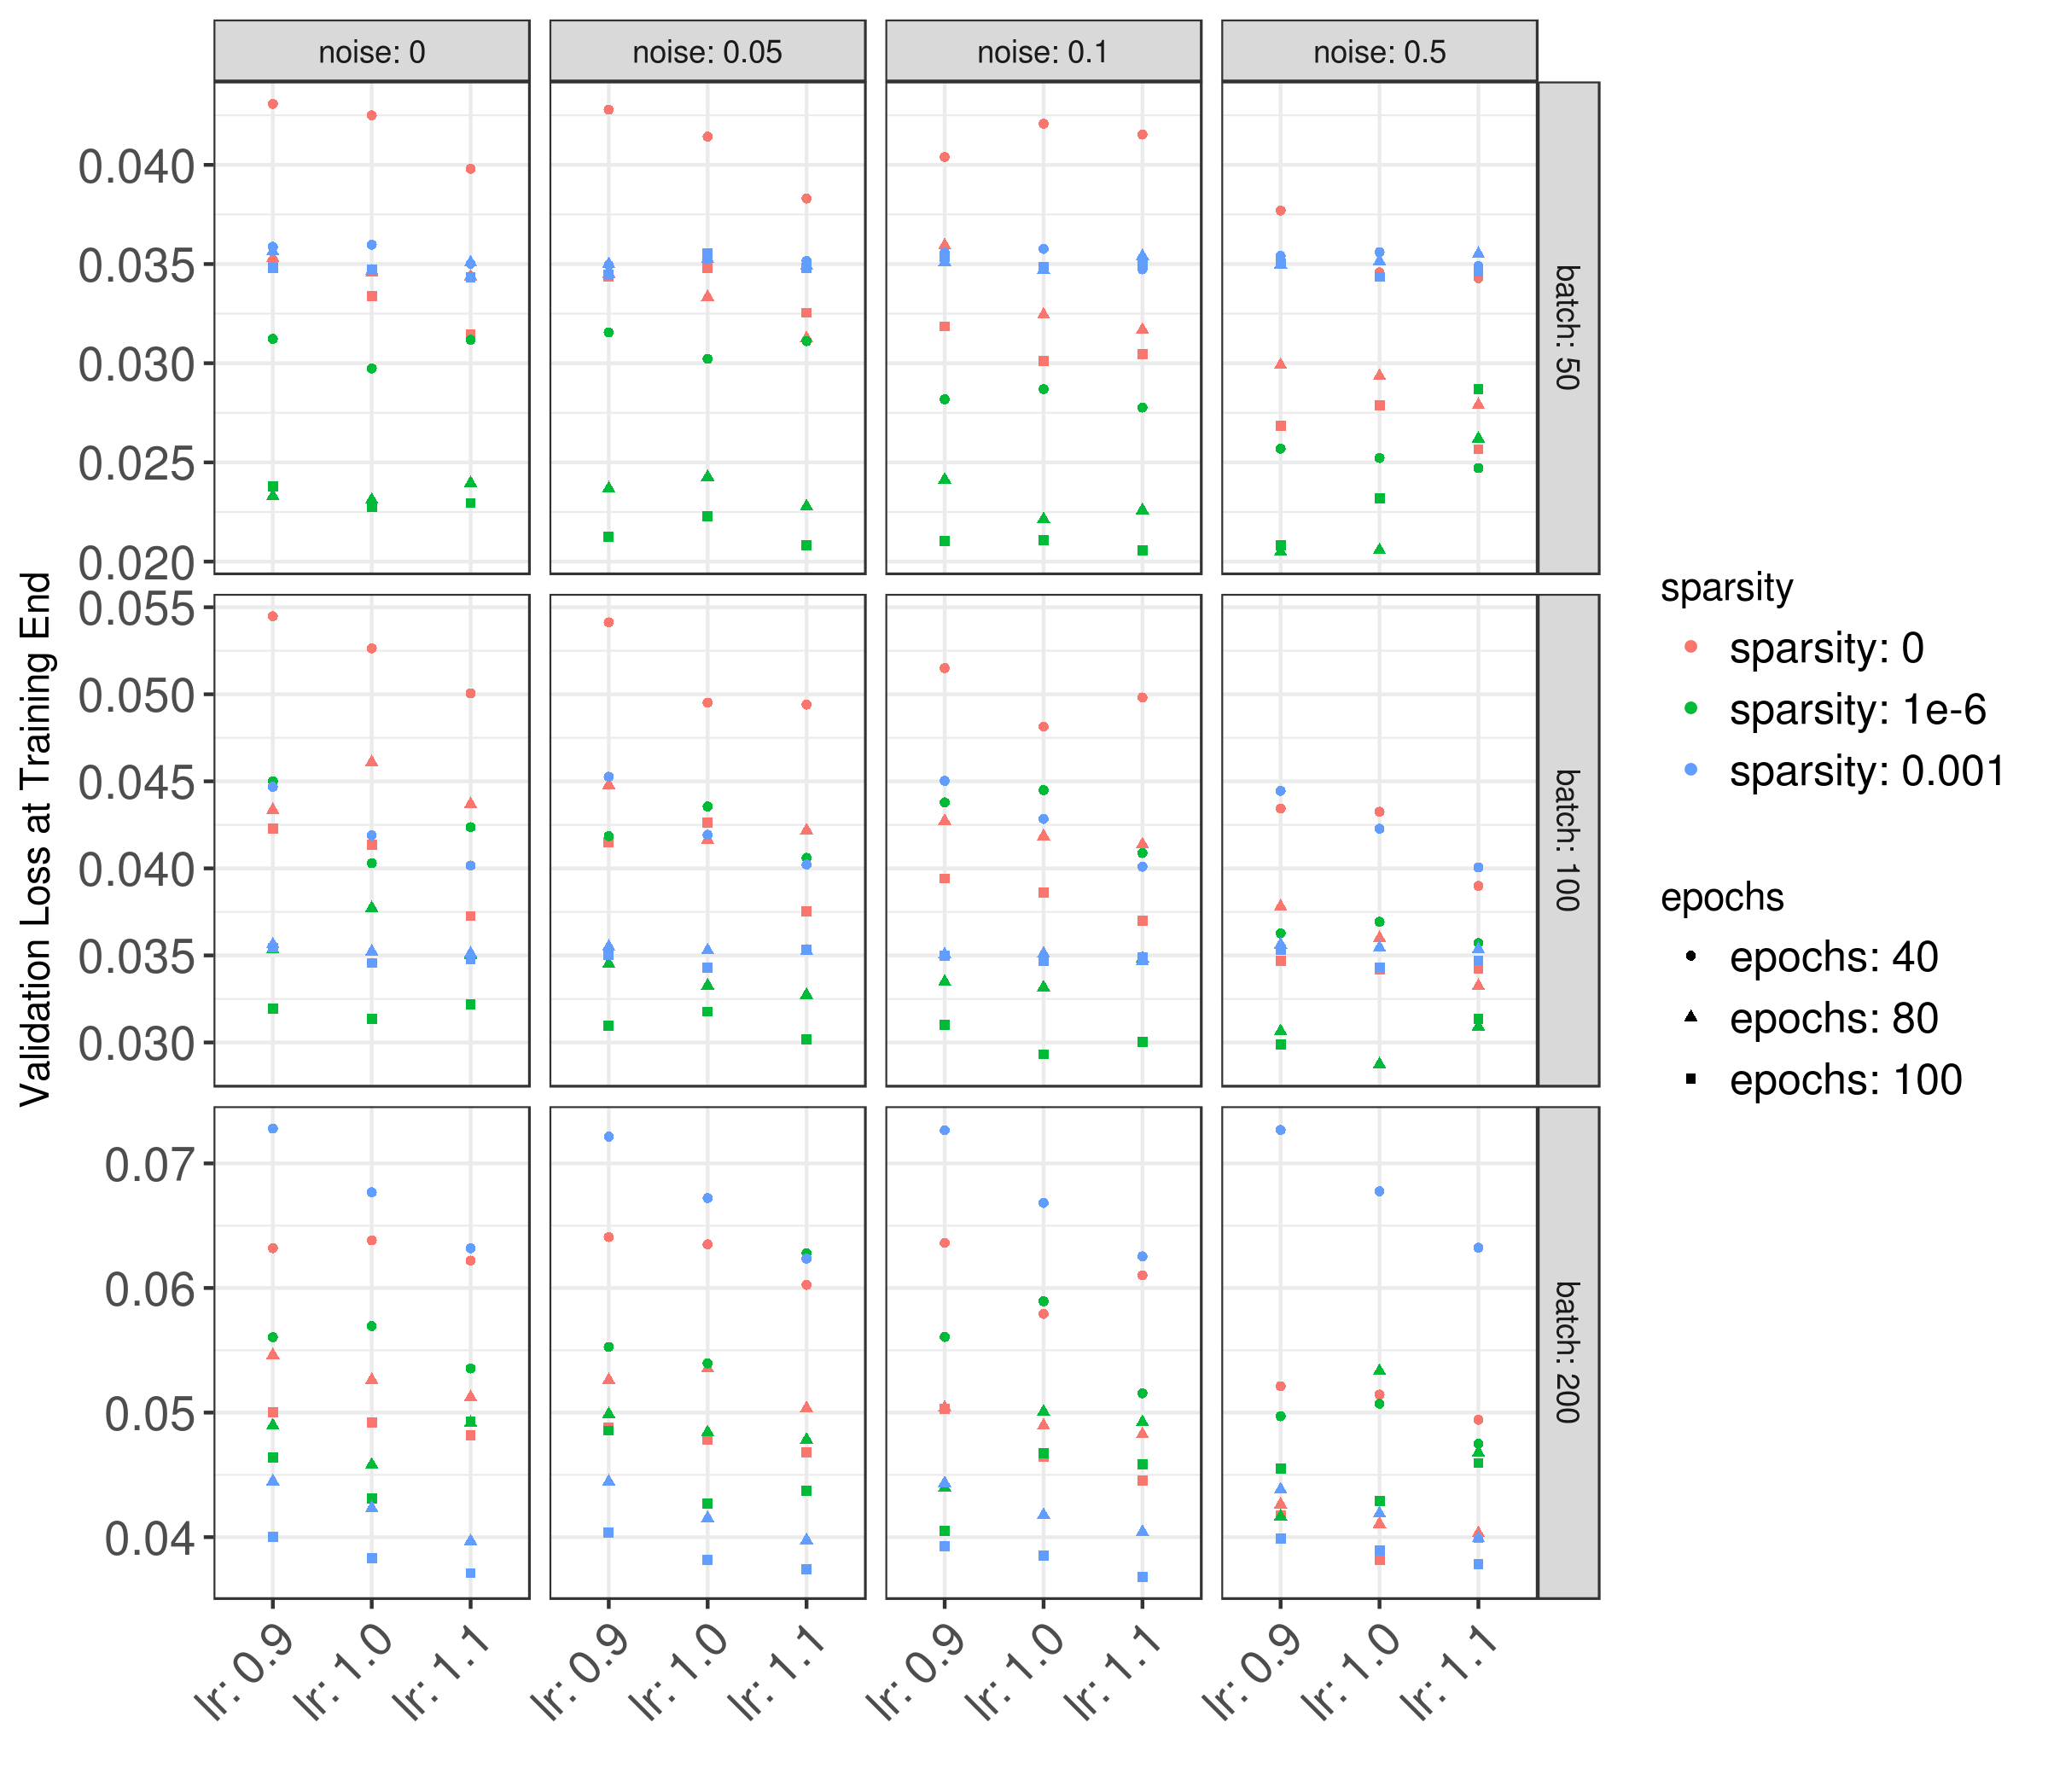 noise: 0
noise: 0.05
noise: 0.1
noise: 0.5
Validation Loss at Training End
0.040
0.035
0.030
0.025
0.020
batch: 50
0.055
0.050
0.045
0.040
0.035
0.030
batch: 100
0.07
0.06
0.05
0.04
batch: 200
lr: 0.9
lr: 1.0
lr: 1.1
lr: 0.9
lr: 1.0
lr: 1.1
lr: 0.9
lr: 1.0
lr: 1.1
lr: 0.9
lr: 1.0
lr: 1.1
sparsity
sparsity: 0
sparsity: 1e-6
sparsity: 0.001
epochs
epochs: 40
epochs: 80
epochs: 100